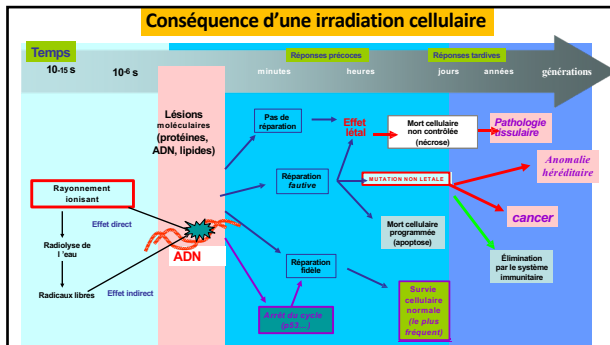 Conséquence d'une irradiation cellulaire
Temps
10-15 s
10-6 s
Réponses précoces
minutes
heures
Réponses tardives
jours
années
générations
Lésions
moléculaires
(protéines,
ADN, lipides)
Rayonnement
ionisant
Effet direct
Radiolyse de
l 'eau
Radicaux libres
Effet indirect
ADN
Pas de
réparation
Réparation
fautive
Réparation
fidèle
Arrêt du cycle
(p53...)
Effet
létal
Mort cellulaire
non contrôlée
(nécrose)
MUTATION NON LETALE
Mort cellulaire
programmée
(apoptose)
Survie
cellulaire
normale
(le plus
fréquent)
Pathologie
tissulaire
Anomalie
héréditaire
cancer
Élimination
par le système
immunitaire